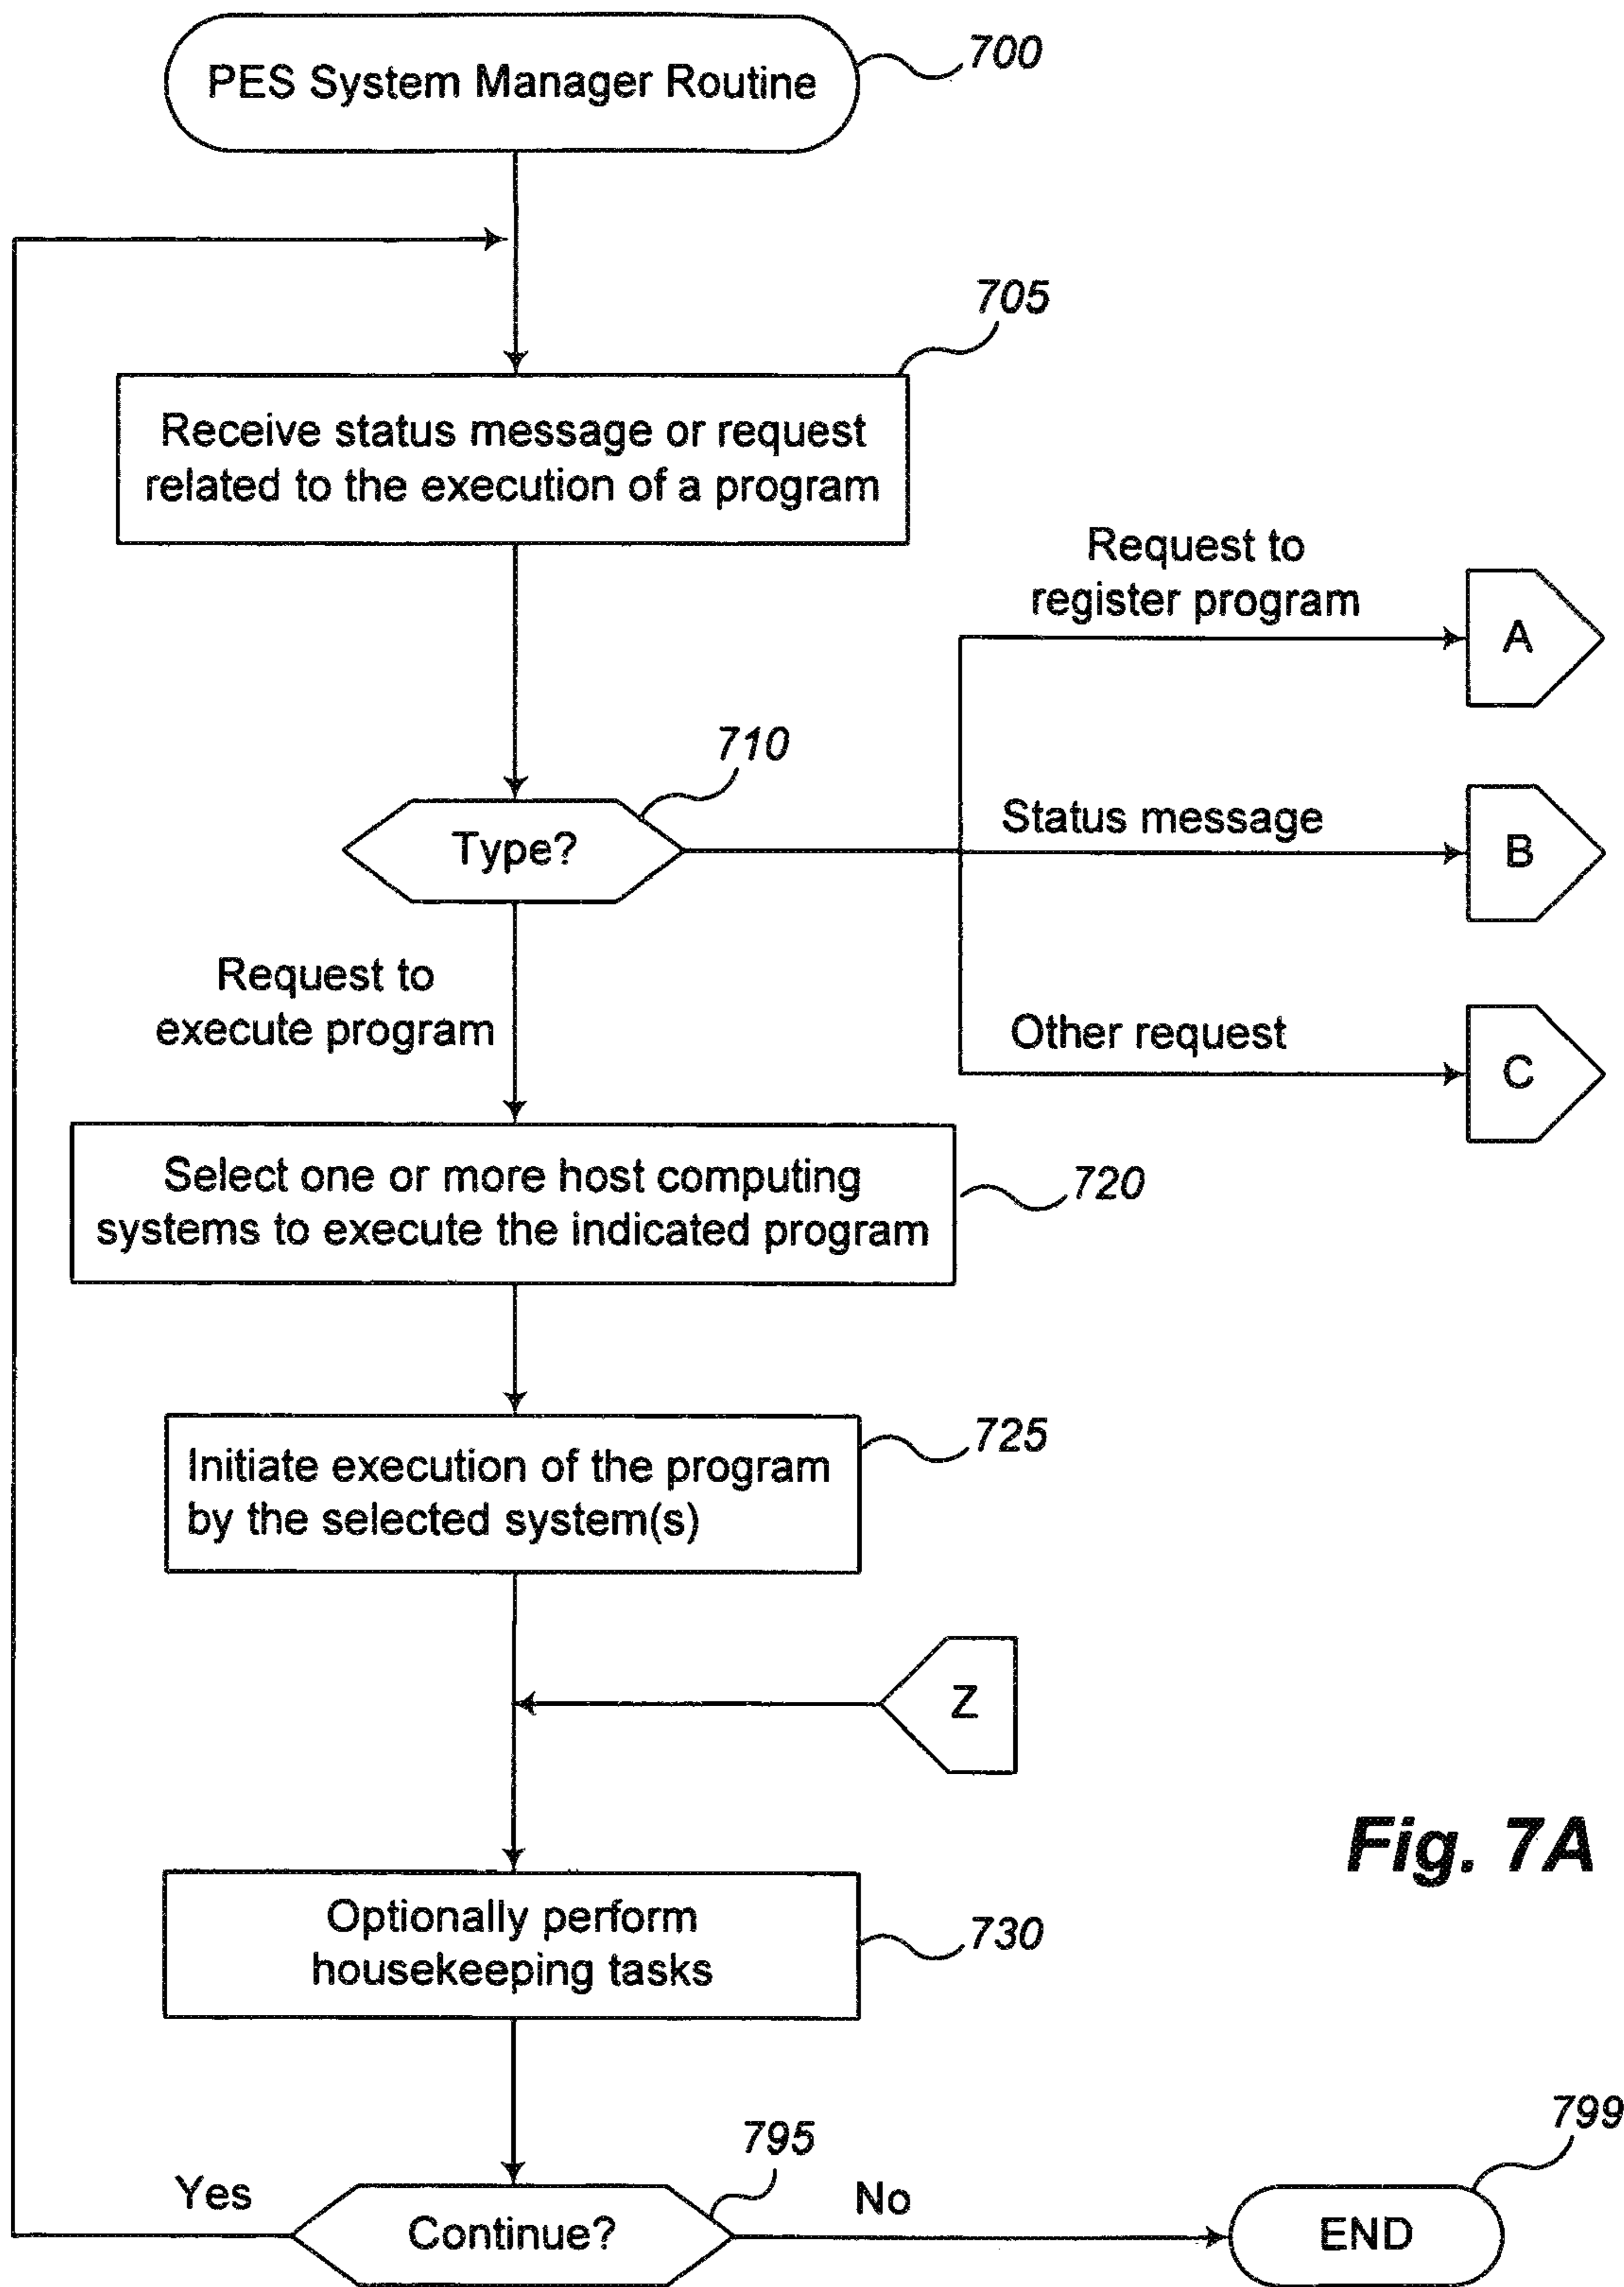 PES System Manager Routine
700
705
Receive status message or request
related to the execution of a program
Request to
register program
A
710
Type?
Status message
B
Request to
execute program
Other request
C
Select one or more host computing
systems to execute the indicated program
720
725
Initiate execution of the program
by the selected system(s)
Z
Fig. 7A
Optionally perform
housekeeping tasks
730
795
799
Yes
Continue?
No
END